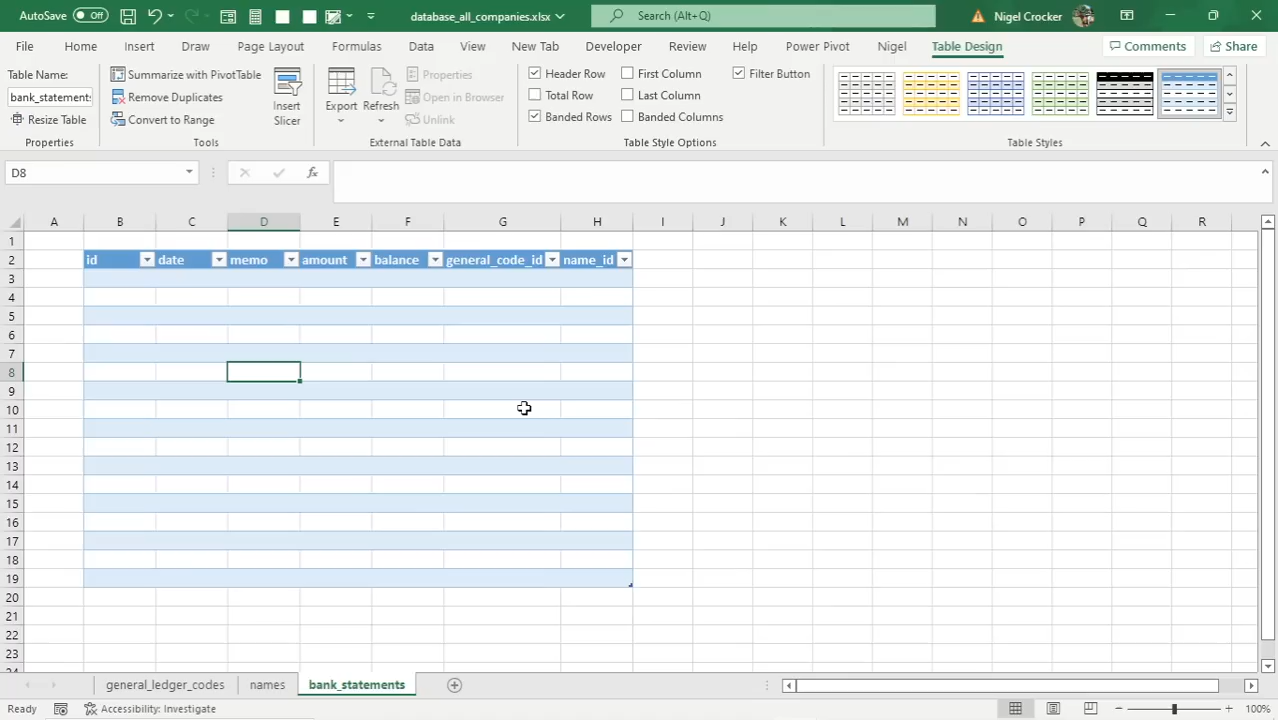 AutoSave Off database_all_companies.xlsx Search (Alt+Q) Nigel Crocker
File Home Insert Draw Page Layout Formulas Data View New Tab Developer Review Help Power Pivot Nigel Table Design Comments Share
Table Name:
bank_statements
Resize Table
Properties
Summarize with PivotTable
Remove Duplicates
Convert to Range
Insert
Slicer
Tools
Export Refresh
Properties
Open in Browser
Unlink
External Table Data
Header Row First Column Filter Button
Total Row Last Column
Banded Rows Banded Columns
Table Style Options
Table Styles
D8 fx
A B C D E F G H I J K L M N O P Q R
1
2 id date memo amount balance general_code_id name_id
3
4
5
6
7
8
9
10
11
12
13
14
15
16
17
18
19
20
21
22
23
general_ledger_codes names bank_statements
Ready Accessibility: Investigate 100%